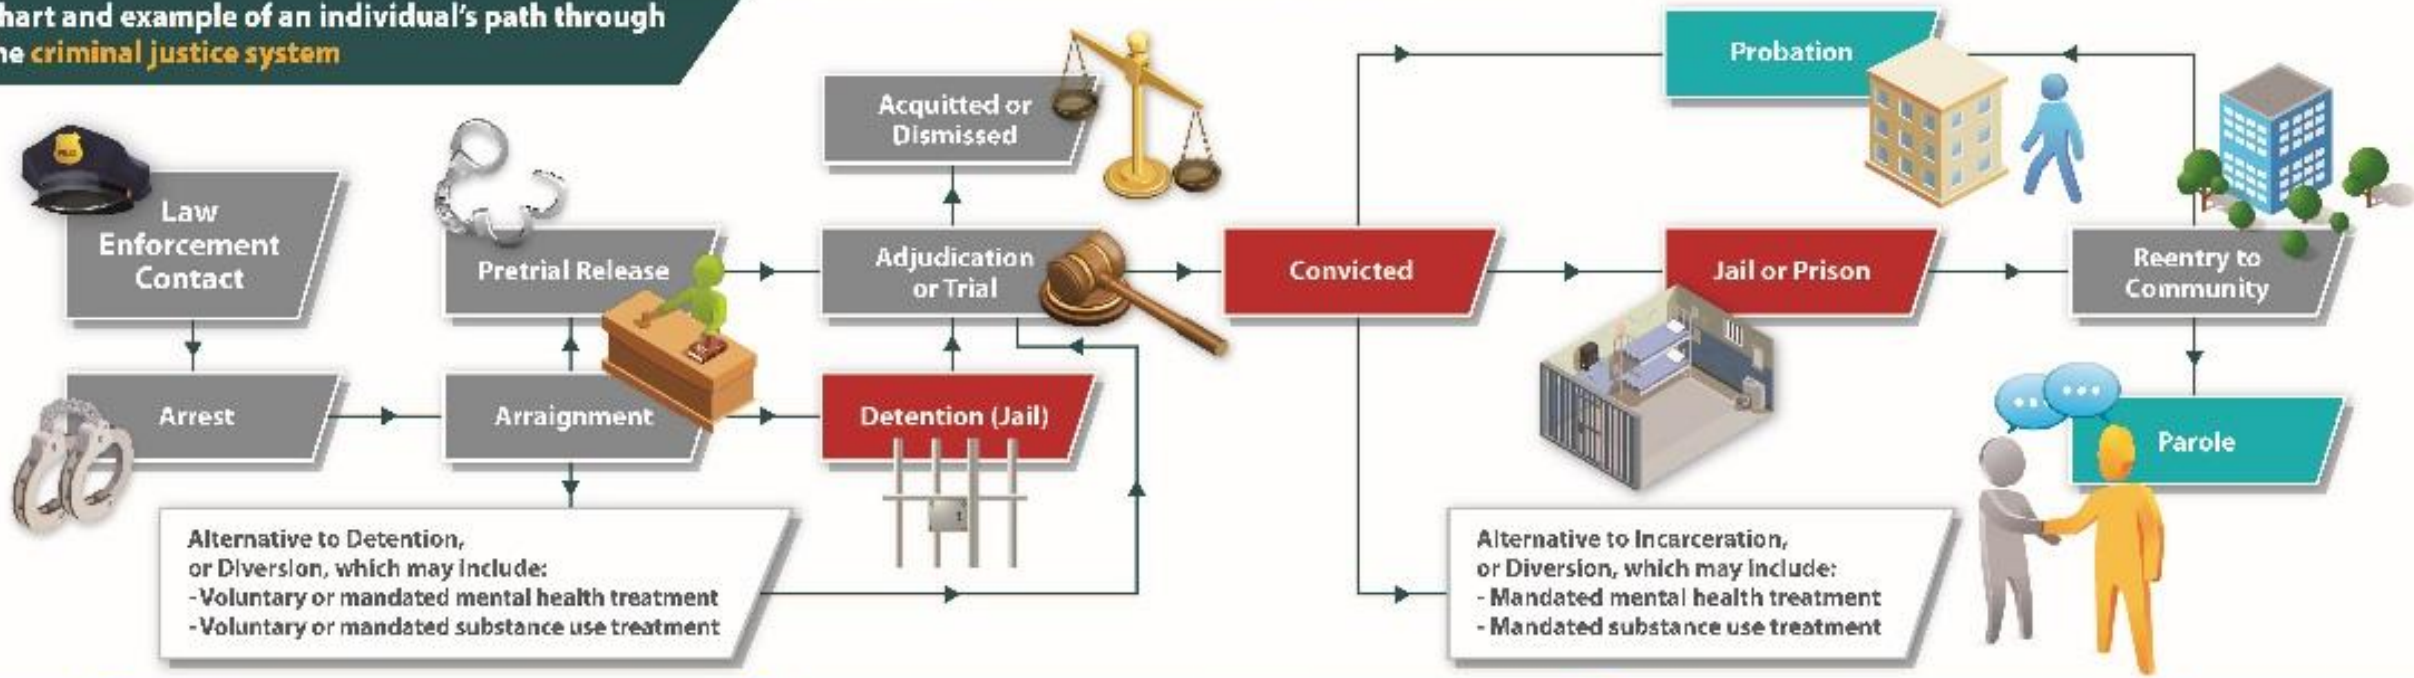 hart and example of an individual's path through
he criminal justice system
Law
Enforcement
Contact
Arrest
Pretrial Release
Arraignment
Alternative to Detention,
or Diversion, which may include:
- Voluntary or mandated mental health treatment
- Voluntary or mandated substance use treatment
Acquitted or
Dismissed
Adjudication
or Trial
Detention (Jail)
Convicted
Probation
Jail or Prison
Reentry to
Community
Parole
Alternative to Incarceration,
or Diversion, which may include:
- Mandated mental health treatment
- Mandated substance use treatment